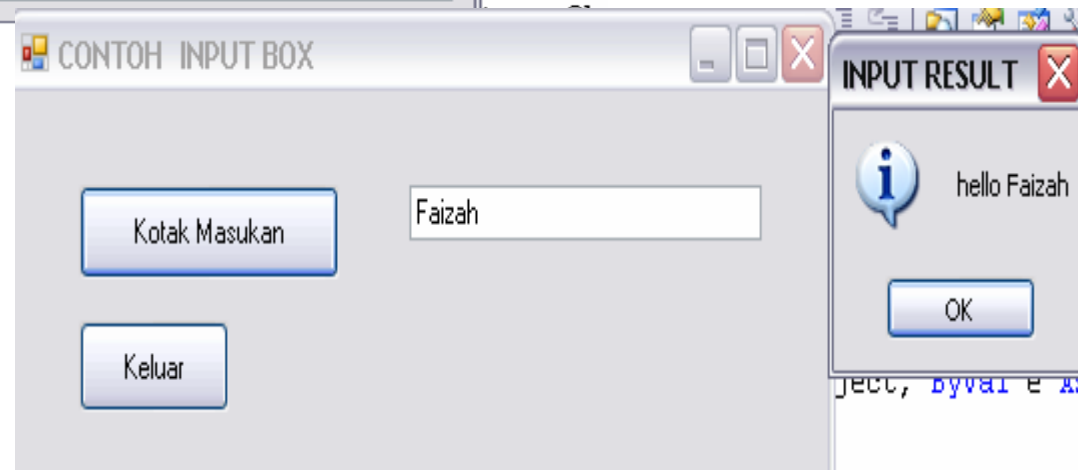 CONTOH INPUT BOX
Kotak Masukan
Faizah
Keluar
INPUT RESULT
hello Faizah
OK
ject, ByVal e